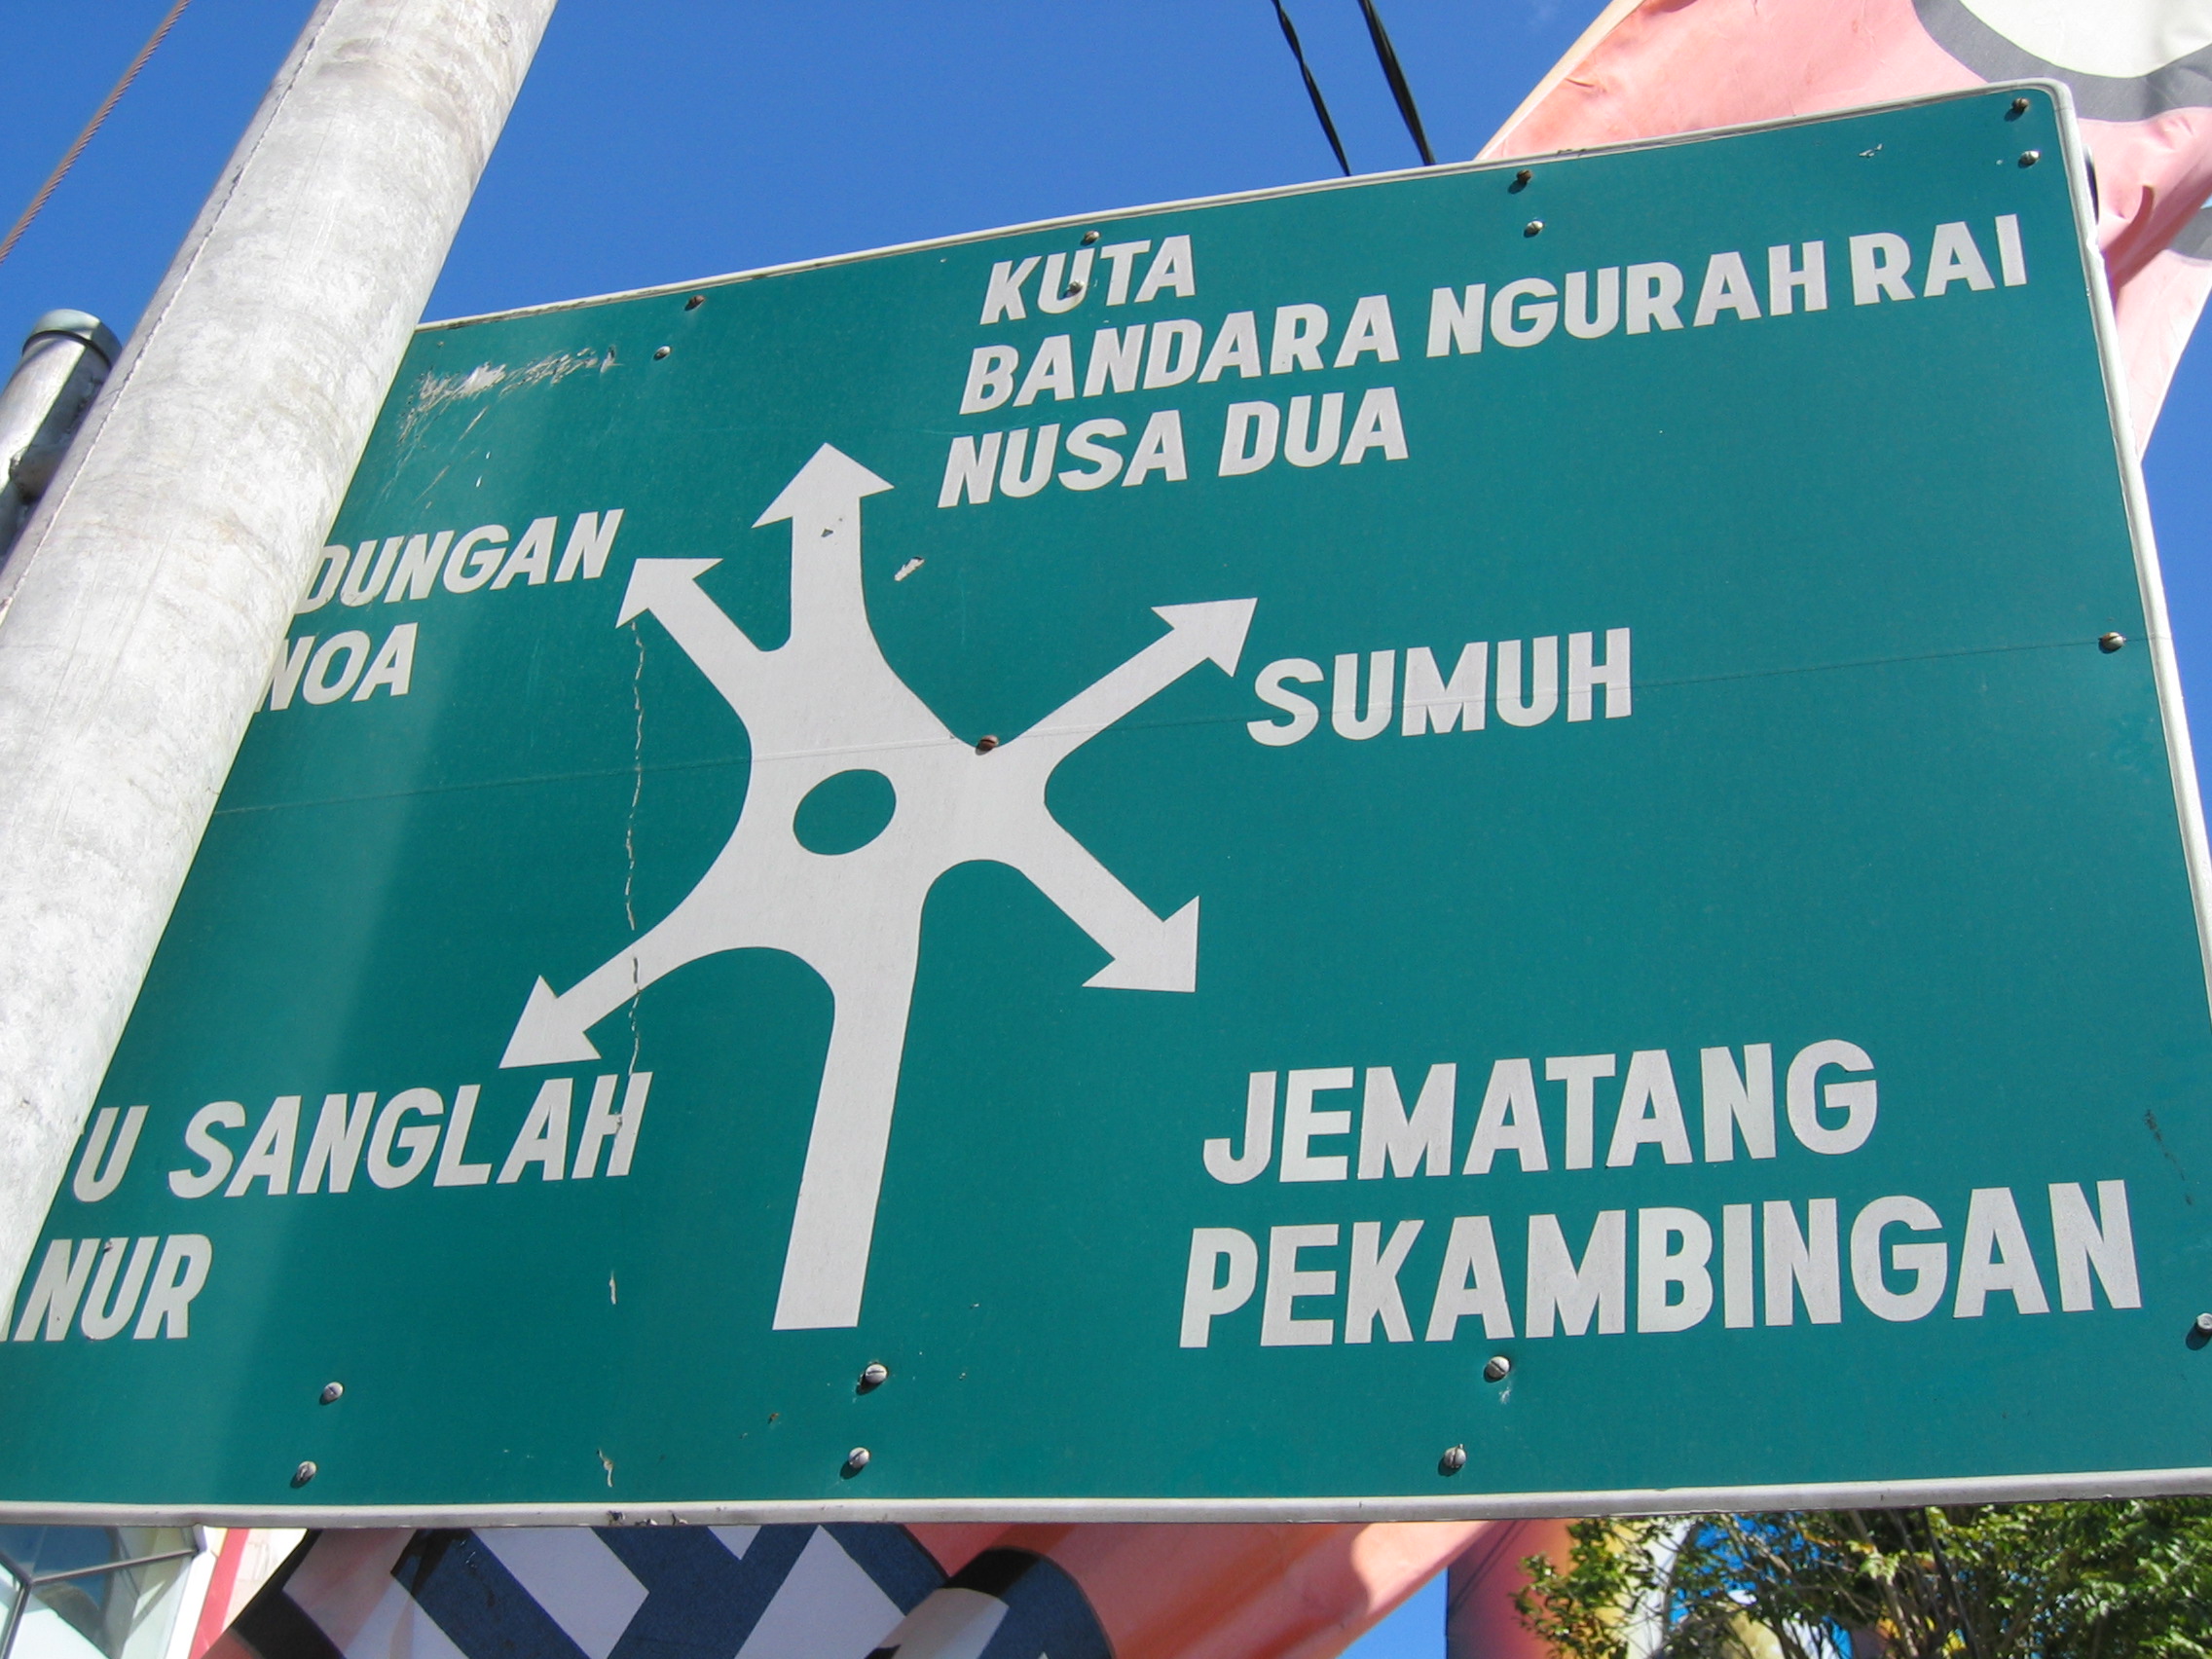 KUTA
BANDARA NGURAH RAI
NUSA DUA
DUNGAN
NOA
SUMUH
U SANGLAH
NUR
JEMATANG
PEKAMBINGAN